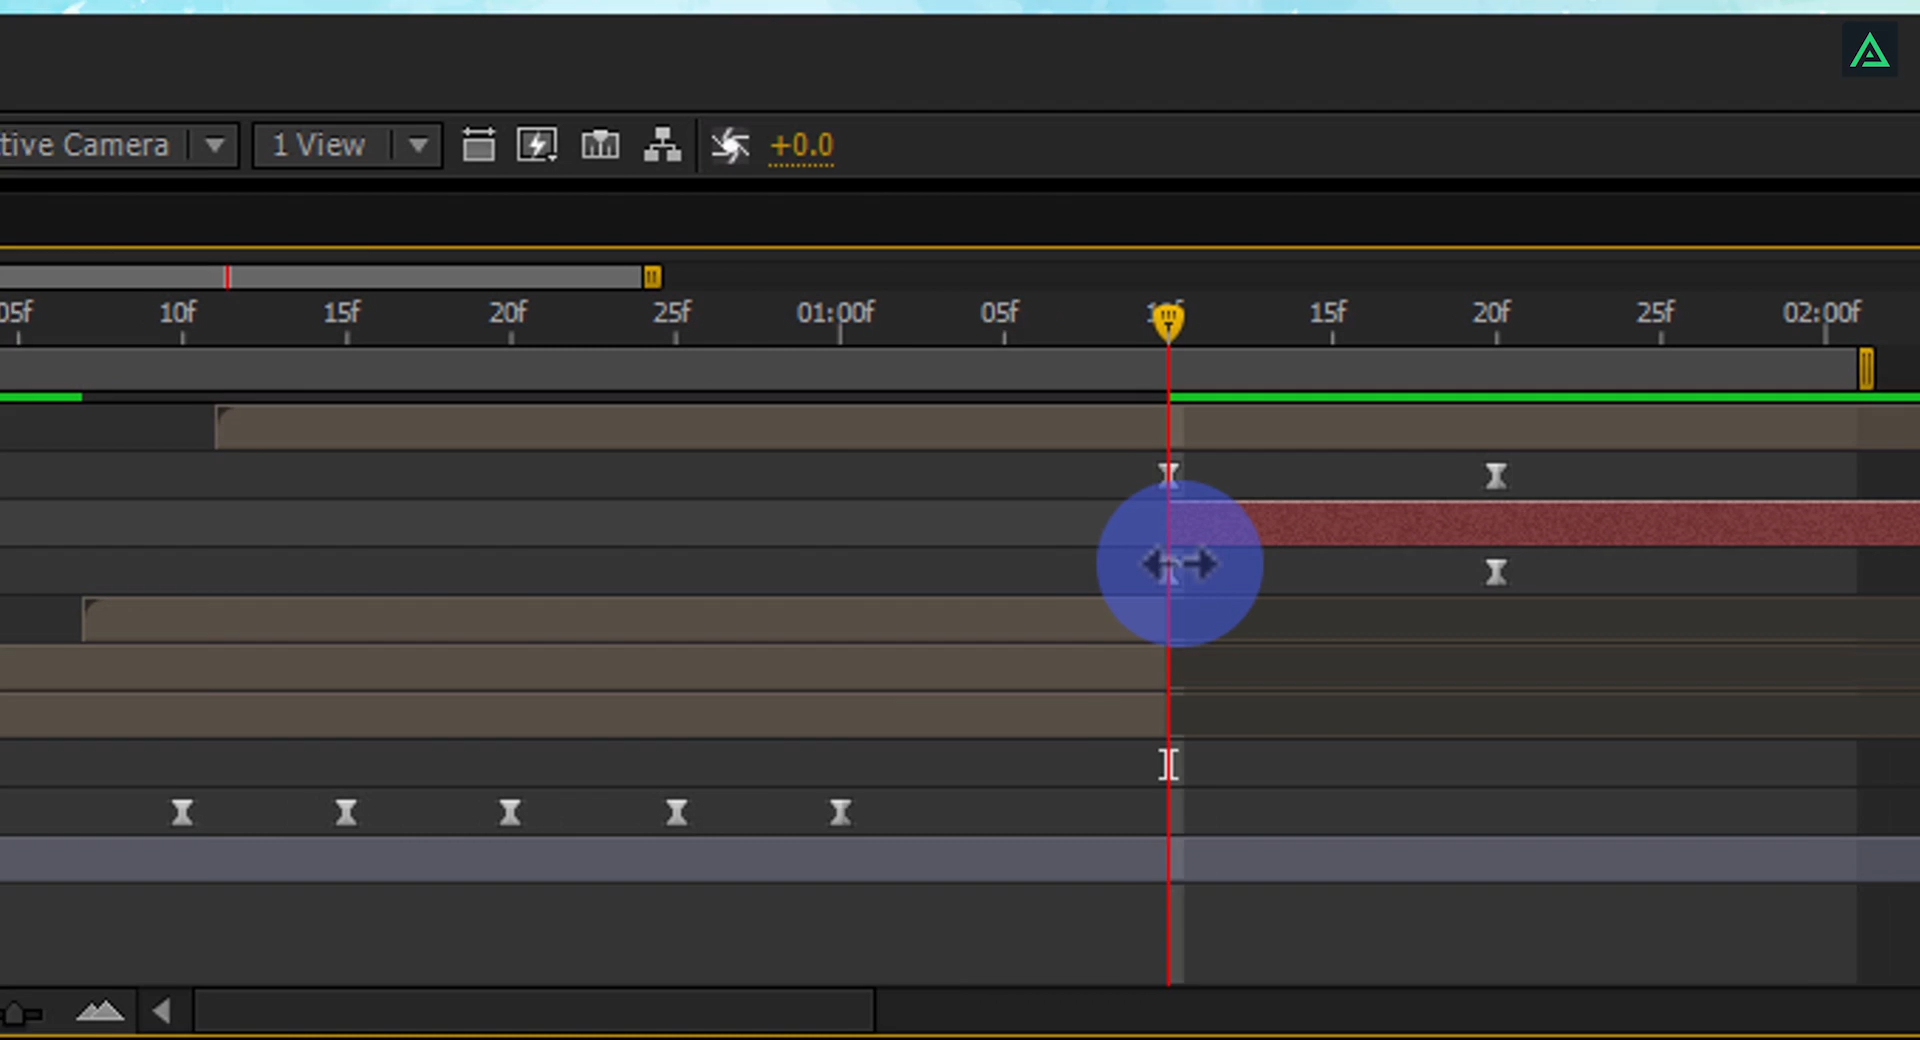 tive Camera 1 View +0.0
05f 10f 15f 20f 25f 01:00f 05f 15f 20f 25f 02:00f